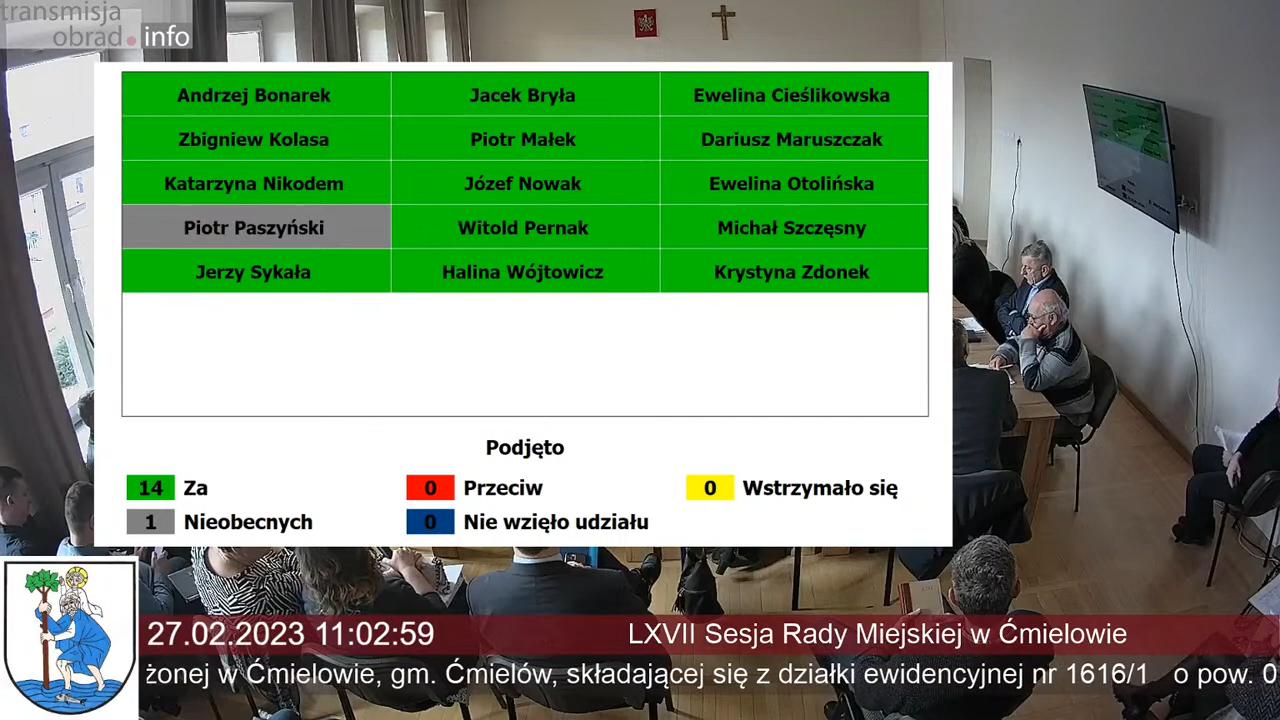 transmisja
obrad.info
Andrzej Bonarek Jacek Bryła Ewelina Cieślikowska
Zbigniew Kolasa Piotr Małek Dariusz Maruszczak
Katarzyna Nikodem Józef Nowak Ewelina Otolińska
Piotr Paszyński Witold Pernak Michał Szczęsny
Jerzy Sykała Halina Wójtowicz Krystyna Zdonek
Podjęto
14 Za 0 Przeciw 0 Wstrzymało się
1 Nieobecnych 0 Nie wzięło udziału
27.02.2023 11:02:59 LXVII Sesja Rady Miejskiej w Ćmielowie
żonej w Ćmielowie, gm. Ćmielów, składającej się z działki ewidencyjnej nr 1616/1 o pow. 0